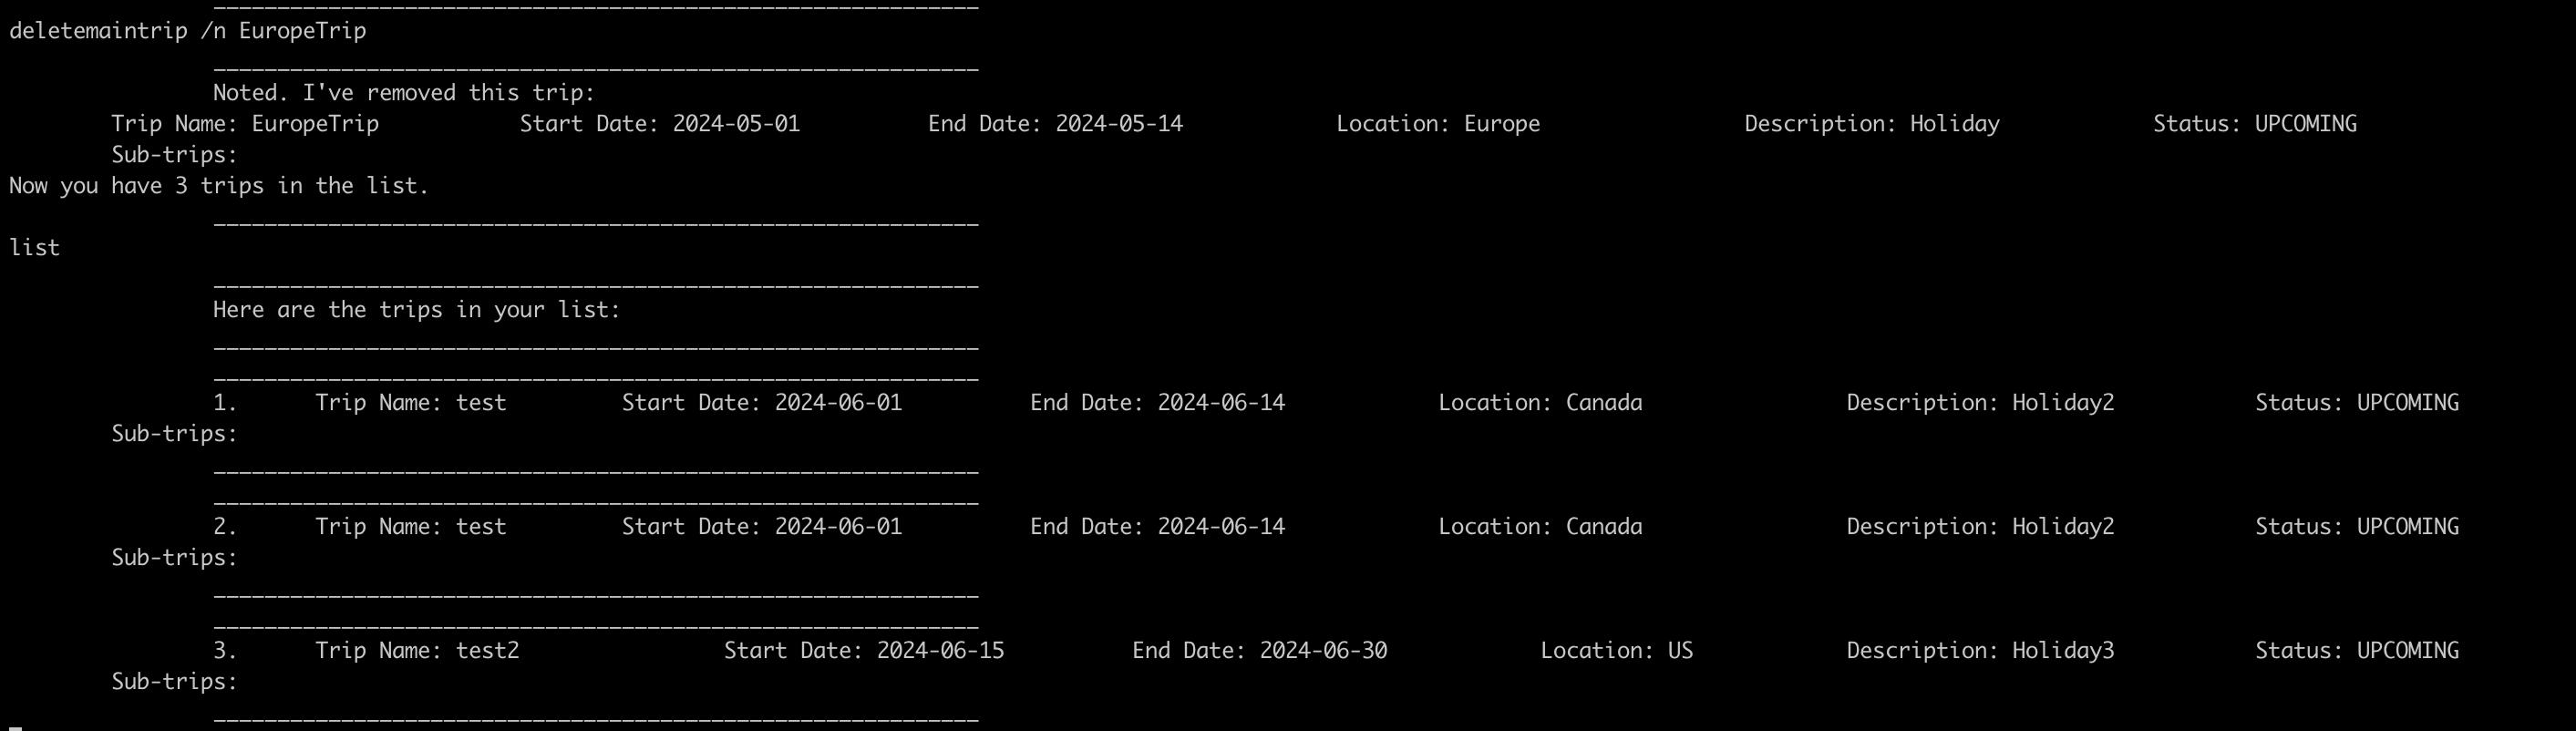 ____________________________________________________________
deletemaintrip /n EuropeTrip
____________________________________________________________
Noted. I've removed this trip:
Trip Name: EuropeTrip Start Date: 2024-05-01 End Date: 2024-05-14 Location: Europe Description: Holiday Status: UPCOMING
Sub-trips:
Now you have 3 trips in the list.
____________________________________________________________
list
____________________________________________________________
Here are the trips in your list:
____________________________________________________________
____________________________________________________________
1. Trip Name: test Start Date: 2024-06-01 End Date: 2024-06-14 Location: Canada Description: Holiday2 Status: UPCOMING
Sub-trips:
____________________________________________________________
____________________________________________________________
2. Trip Name: test Start Date: 2024-06-01 End Date: 2024-06-14 Location: Canada Description: Holiday2 Status: UPCOMING
Sub-trips:
____________________________________________________________
____________________________________________________________
3. Trip Name: test2 Start Date: 2024-06-15 End Date: 2024-06-30 Location: US Description: Holiday3 Status: UPCOMING
Sub-trips:
____________________________________________________________